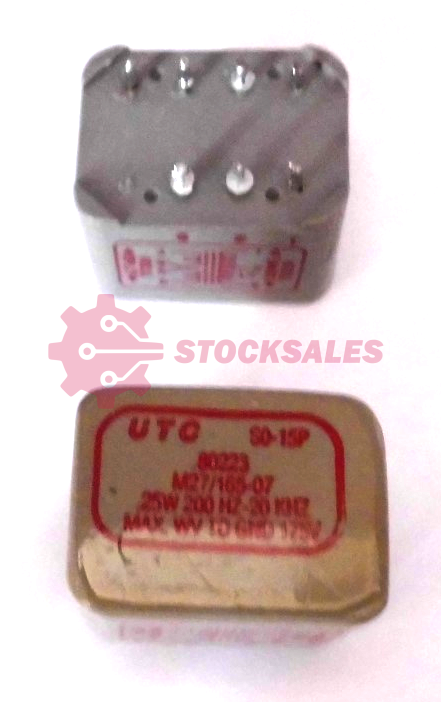 STOCKSALES
UTC SO-15P
80223
M27/165-07
.25W 200 HZ-20 KHZ
MAX. WV TO GND 175V